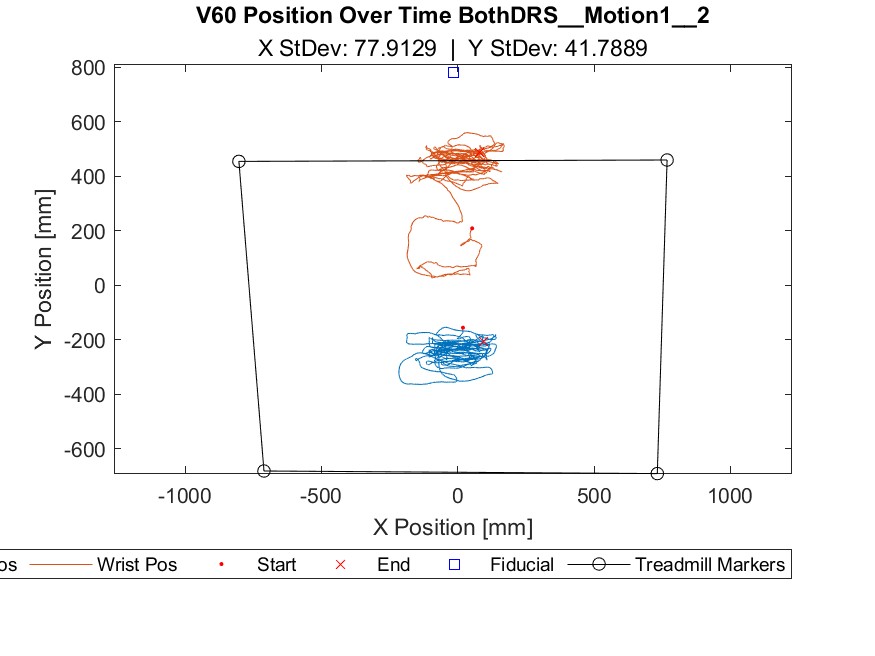 V60 Position Over Time BothDRS__Motion1__2
X StDev: 77.9129 | Y StDev: 41.7889
800
600
400
200
0
-200
-400
-600
Y Position [mm]
-1000 -500 0 500 1000
X Position [mm]
os Wrist Pos Start End Fiducial Treadmill Markers